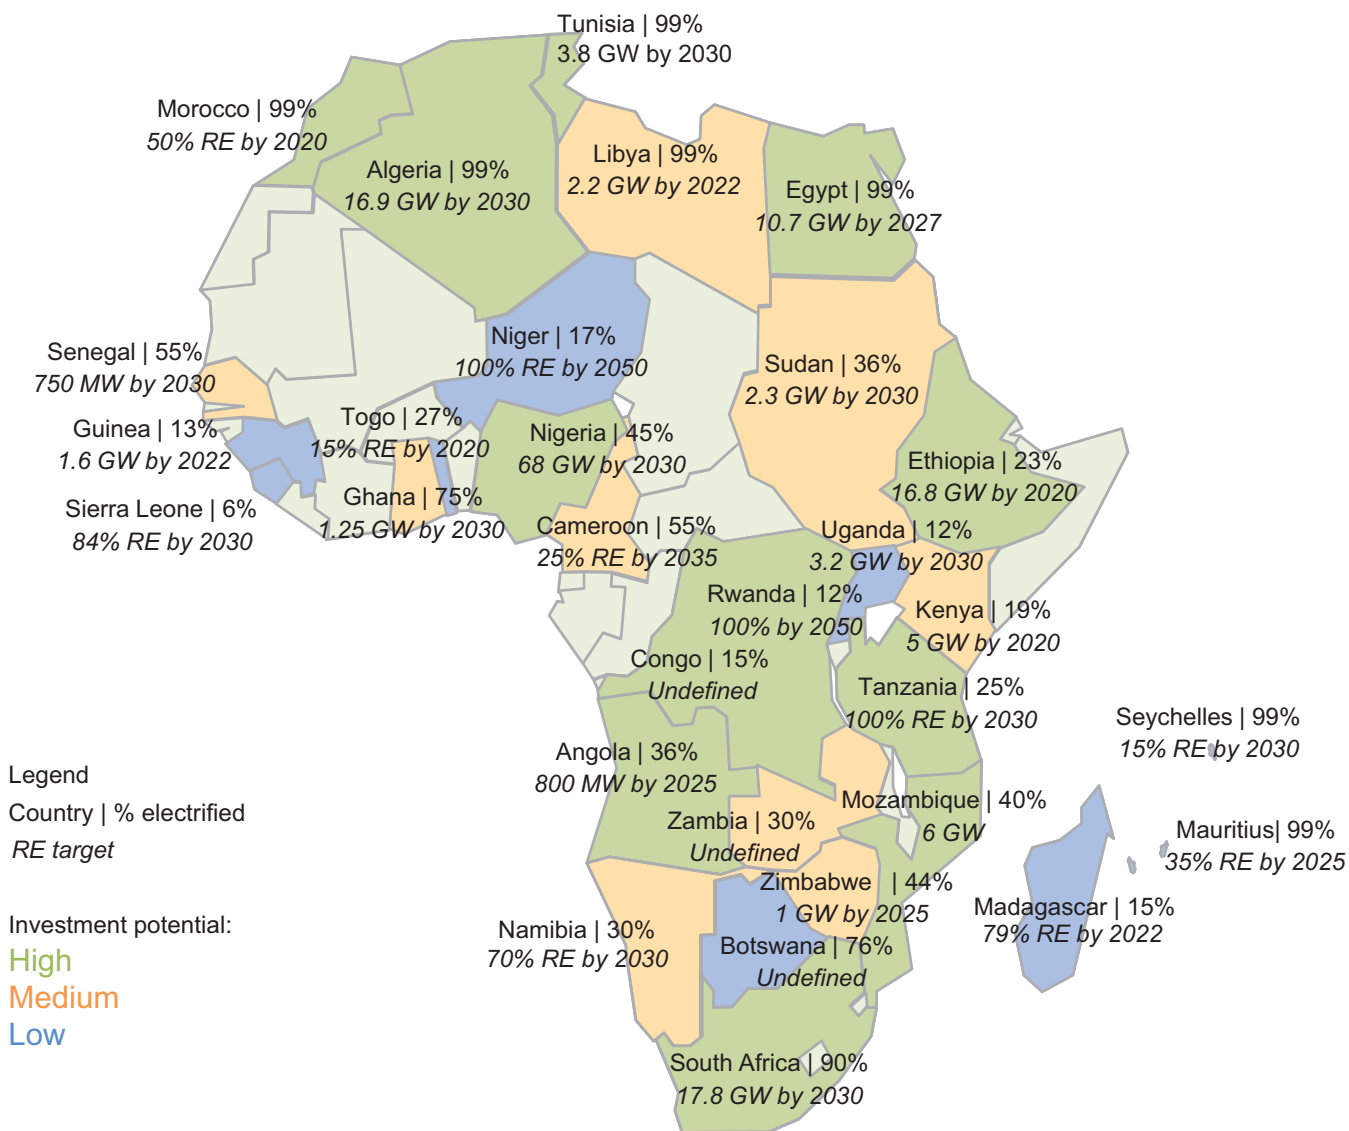 Tunisia | 99%
3.8 GW by 2030
Morocco | 99%
50% RE by 2020
Algeria | 99%
16.9 GW by 2030
Libya | 99%
2.2 GW by 2022
Egypt | 99%
10.7 GW by 2027
Senegal | 55%
750 MW by 2030
Niger | 17%
100% RE by 2050
Sudan | 36%
2.3 GW by 2030
Guinea | 13%
1.6 GW by 2022
Togo | 27%
15% RE by 2020
Nigeria | 45%
68 GW by 2030
Ethiopia | 23%
16.8 GW by 2020
Sierra Leone | 6%
84% RE by 2030
Ghana | 75%
1.25 GW by 2030
Cameroon | 55%
25% RE by 2035
Uganda | 12%
3.2 GW by 2030
Rwanda | 12%
100% by 2050
Kenya | 19%
5 GW by 2020
Congo | 15%
Undefined
Tanzania | 25%
100% RE by 2030
Seychelles | 99%
15% RE by 2030
Angola | 36%
800 MW by 2025
Mozambique | 40%
6 GW
Zambia | 30%
Undefined
Mauritius| 99%
35% RE by 2025
Zimbabwe | 44%
1 GW by 2025
Madagascar | 15%
79% RE by 2022
Namibia | 30%
70% RE by 2030
Botswana | 76%
Undefined
South Africa | 90%
17.8 GW by 2030
Legend
Country | % electrified
RE target
Investment potential:
High
Medium
Low